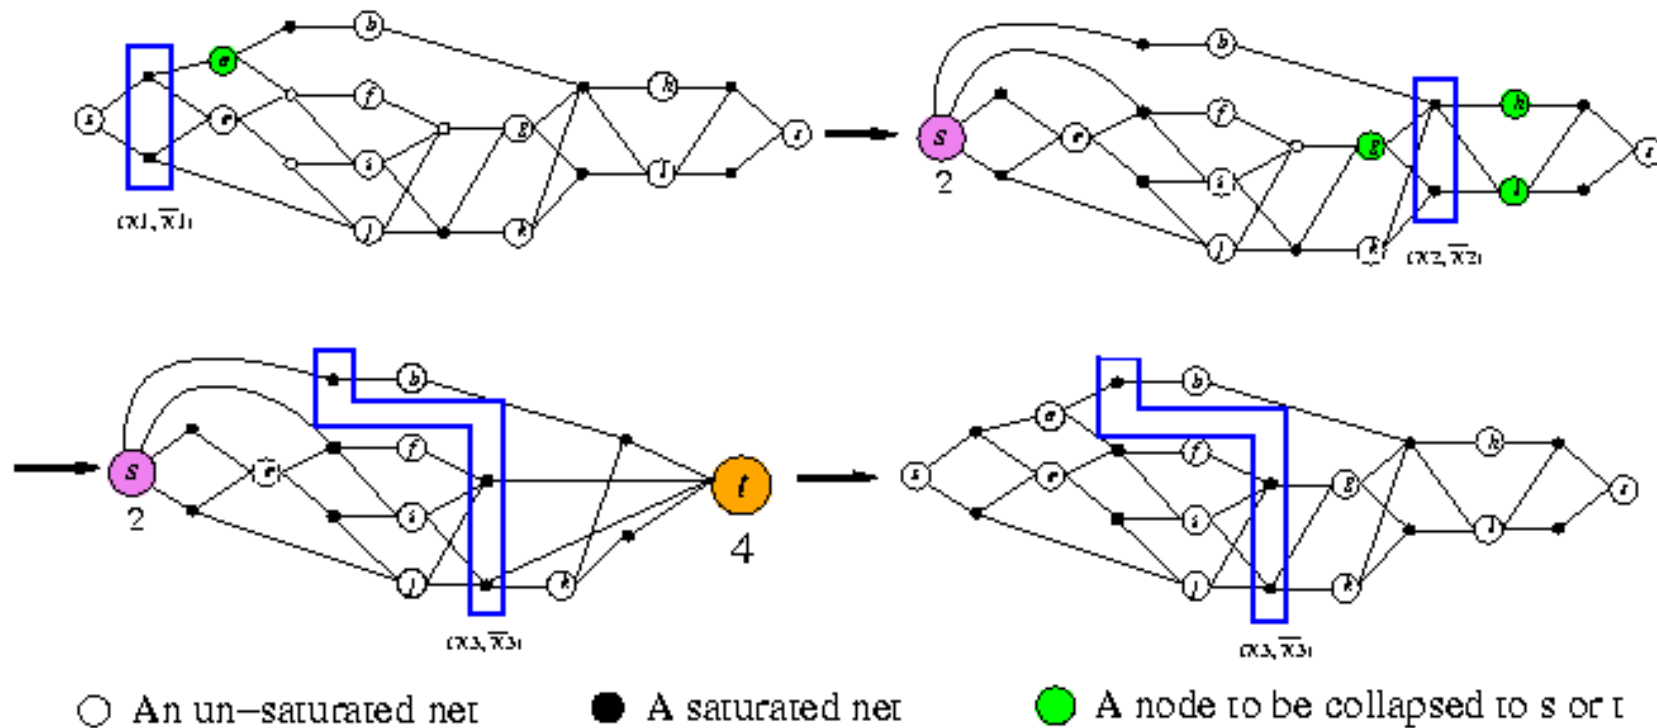 a b f h
s e g t
i l
j k
(X1, X̅1)
b
f h
S e g t
2 i l
j k
(X2, X̅2)
b
f
S e t
2 i 4
j k
(X3, X̅3)
b
a f h
s e g t
i l
j k
(X3, X̅3)
An un-saturated net
A saturated net
A node to be collapsed to s or t